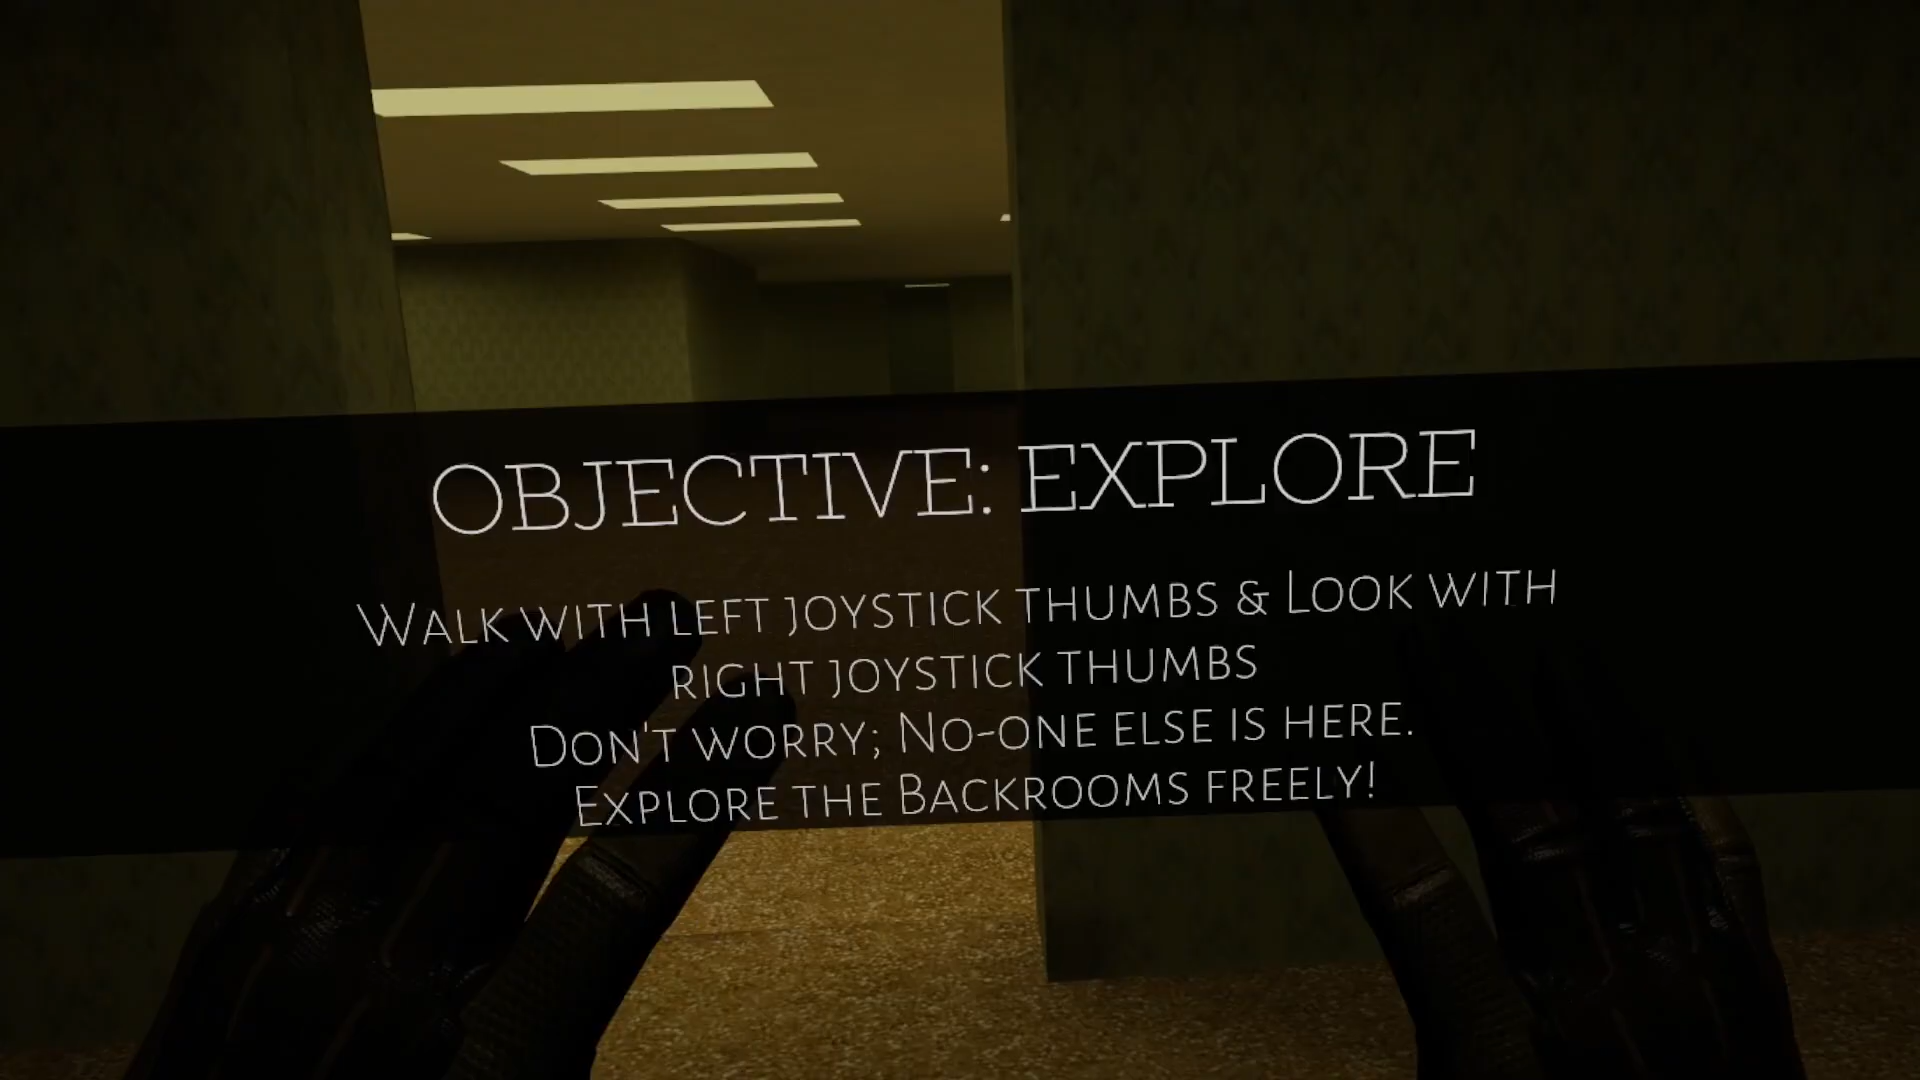 OBJECTIVE: EXPLORE
WALK WITH LEFT JOYSTICK THUMBS & LOOK WITH
RIGHT JOYSTICK THUMBS
DON'T WORRY; NO-ONE ELSE IS HERE.
EXPLORE THE BACKROOMS FREELY!